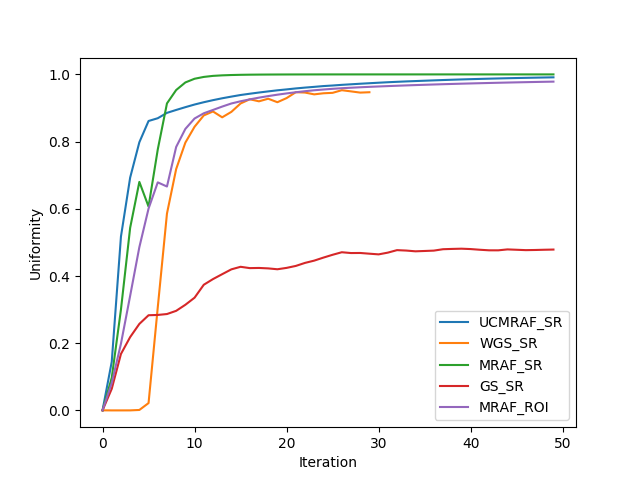 1.0
0.8
0.6
0.4
0.2
0.0
Uniformity
0 10 20 30 40 50
Iteration
UCMRAF_SR
WGS_SR
MRAF_SR
GS_SR
MRAF_ROI